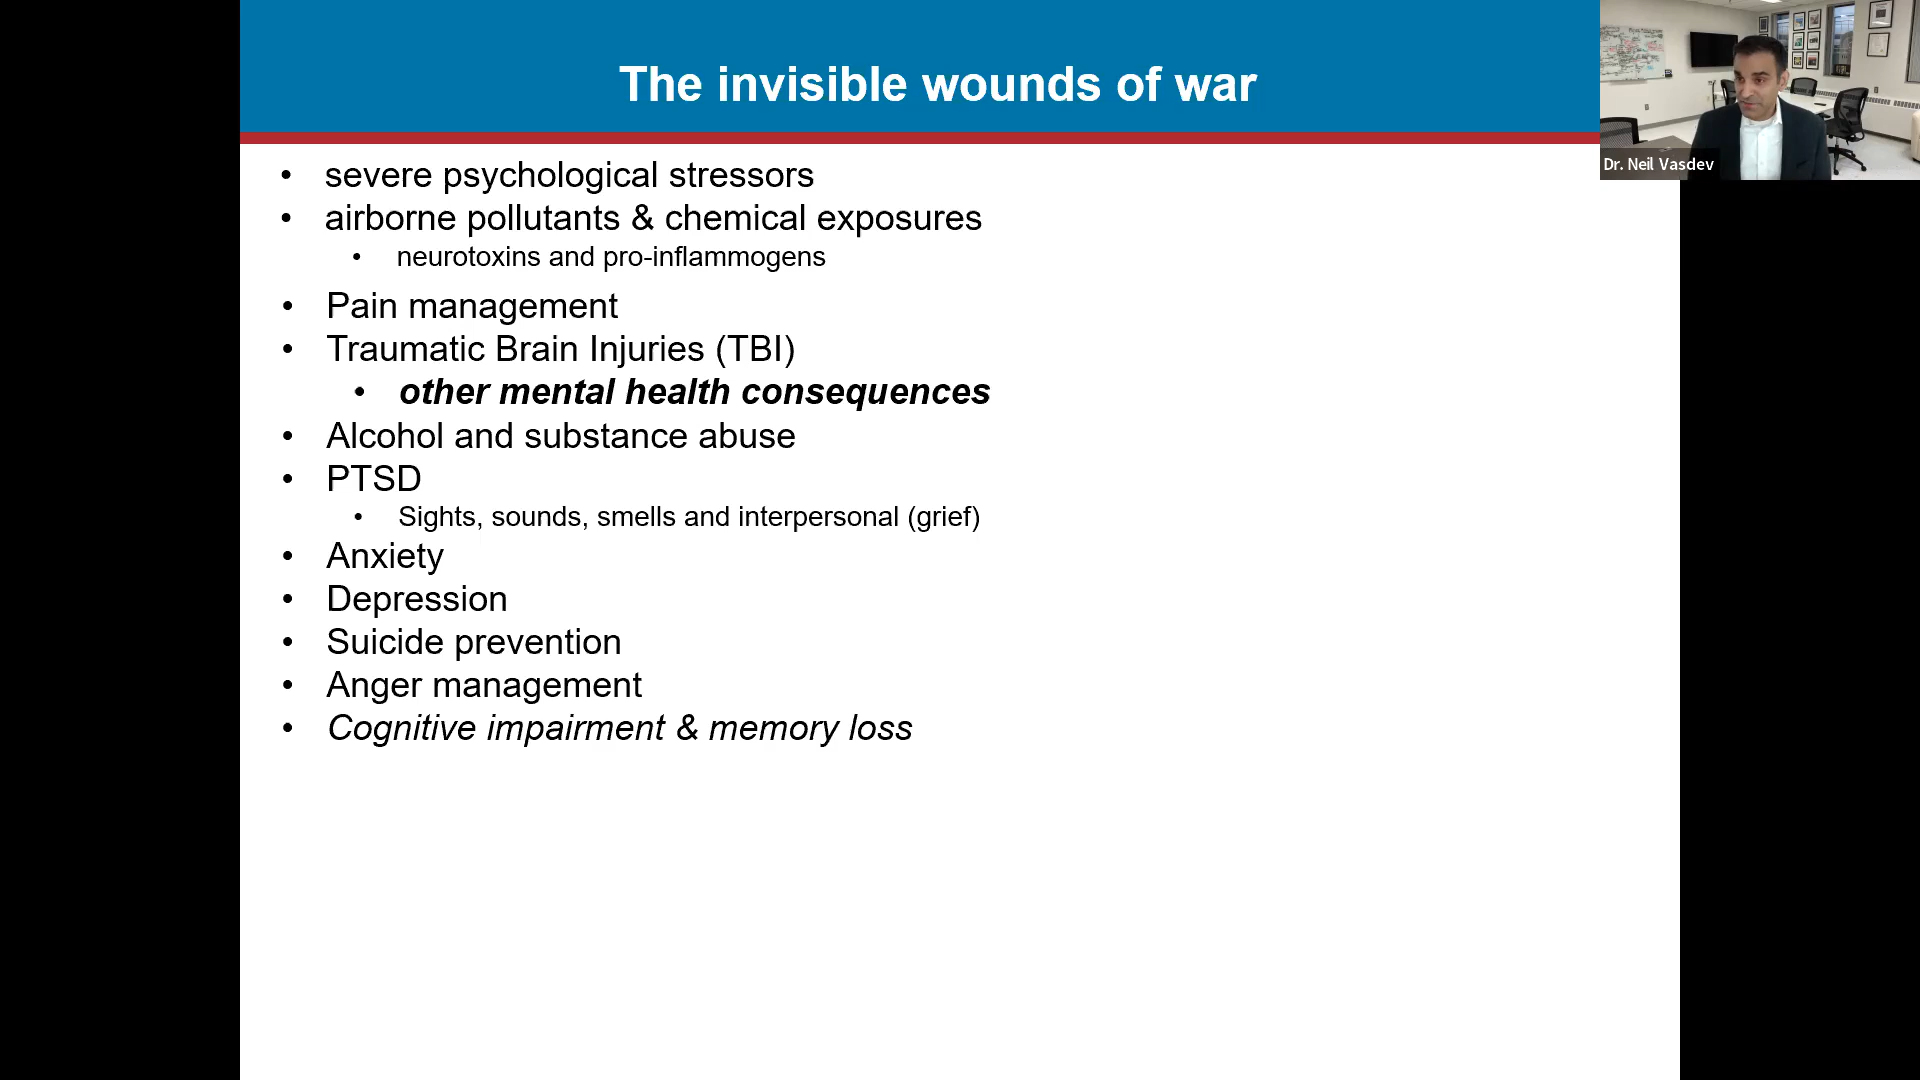 The invisible wounds of war
Dr. Neil Vasdev
• severe psychological stressors
• airborne pollutants & chemical exposures
• neurotoxins and pro-inflammogens
• Pain management
• Traumatic Brain Injuries (TBI)
• other mental health consequences
• Alcohol and substance abuse
• PTSD
• Sights, sounds, smells and interpersonal (grief)
• Anxiety
• Depression
• Suicide prevention
• Anger management
• Cognitive impairment & memory loss